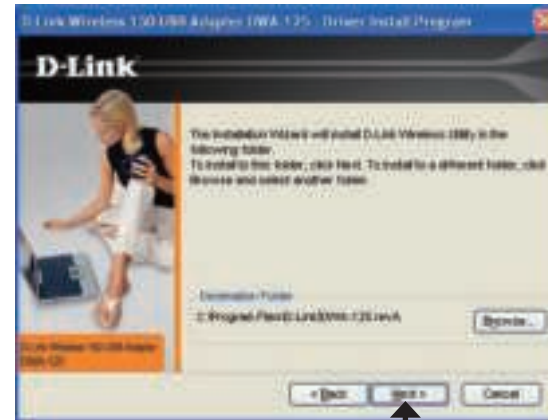 D-Link Wireless 150 USB Adapter DWA-125 - Driver Install Program
D-Link
The Installation Wizard will install D-Link Wireless Utility in the
following folder.
To install to this folder, click Next. To install to a different folder, click
Browse and select another folder.
Destination Folder
C:\Program Files\D-Link\DWA-125 revA
Browse...
D-Link Wireless 150 USB Adapter
DWA-125
< Back
Next >
Cancel